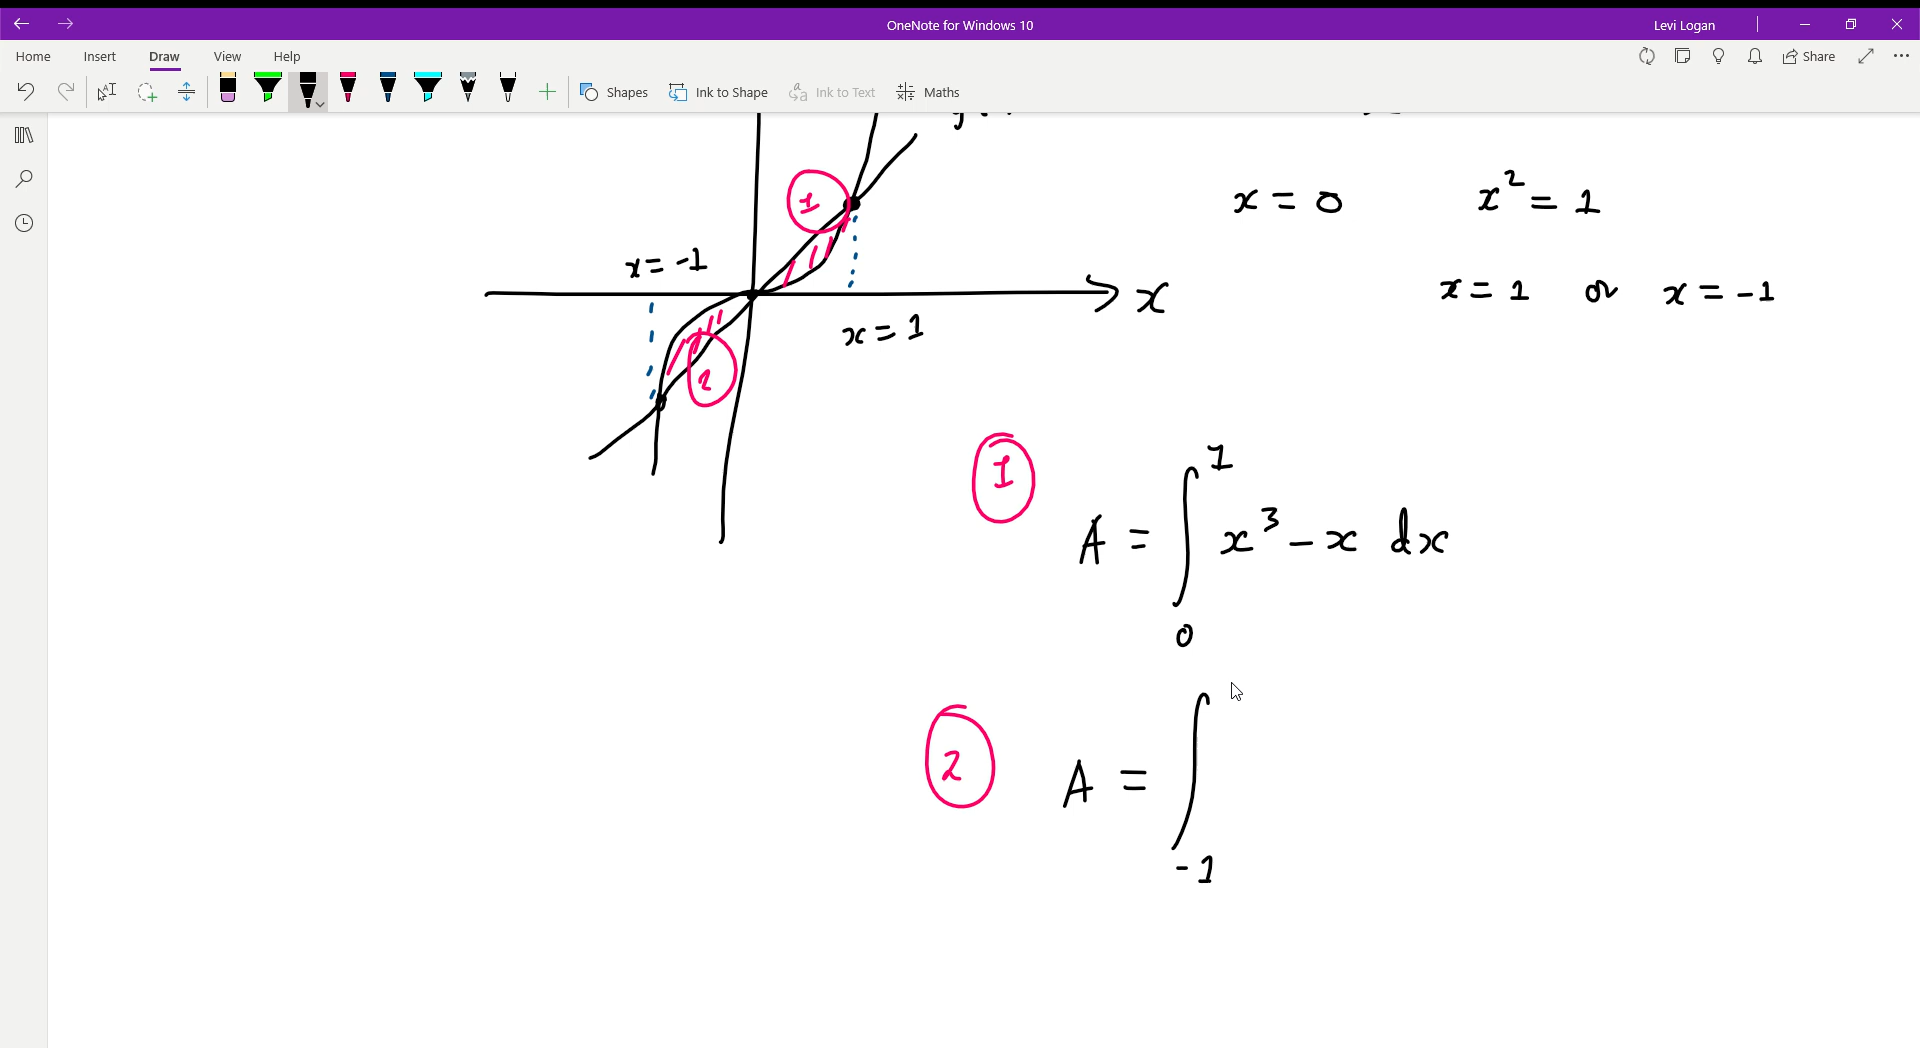 OneNote for Windows 10
Levi Logan
Home Insert Draw View Help
Share
Shapes Ink to Shape Ink to Text Maths
x = 0 x² = 1
1
x = -1
x = 1 or x = -1
x
x = 1
2
1
A = ∫₀¹ x³ - x dx
2
A = ∫₋₁